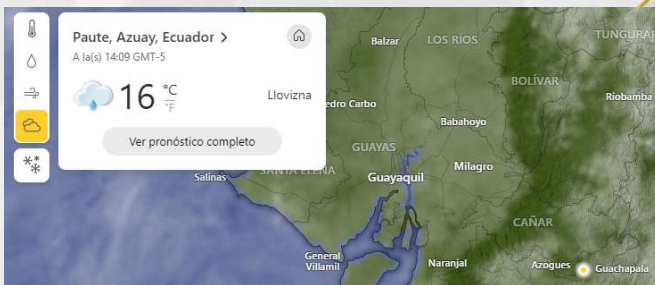 Paute, Azuay, Ecuador >
A la(s) 14:09 GMT-5
16 °C
°F
Llovizna
Ver pronóstico completo
Balzar
LOS RÍOS
TUNGURAH
BOLÍVAR
Riobamba
edro Carbo
Babahoyo
GUAYAS
Milagro
SANTA ELENA
Salinas
Guayaquil
CAÑAR
General
Villamil
Naranjal
Azogues
Guachapala